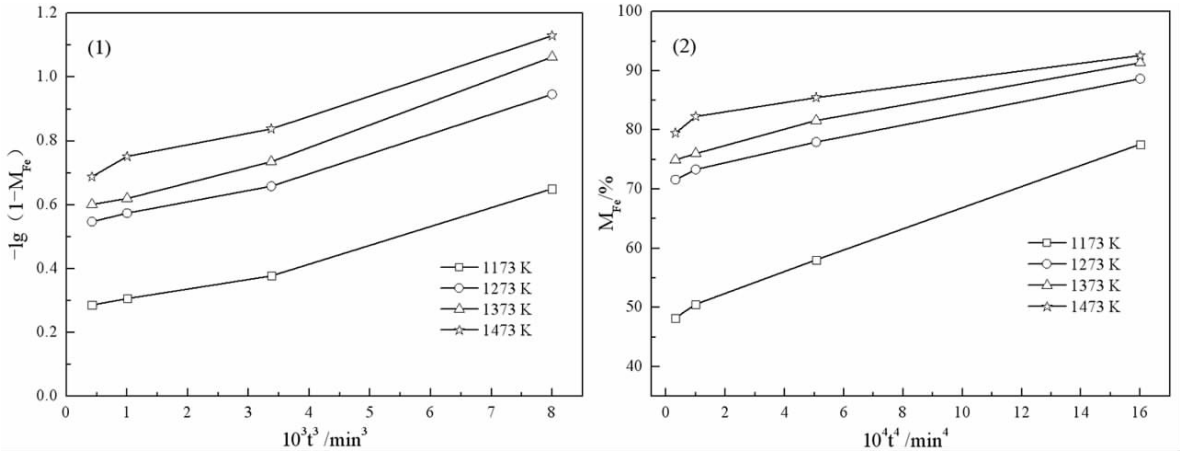 (1)
1.2
1.0
0.8
0.6
0.4
0.2
0.0
−lg (1−M_Fe)
0 1 2 3 4 5 6 7 8
10³t³/min³
1173 K
1273 K
1373 K
1473 K
(2)
100
90
80
70
60
50
40
M_Fe/%
0 2 4 6 8 10 12 14 16
10⁴t⁴/min⁴
1173 K
1273 K
1373 K
1473 K